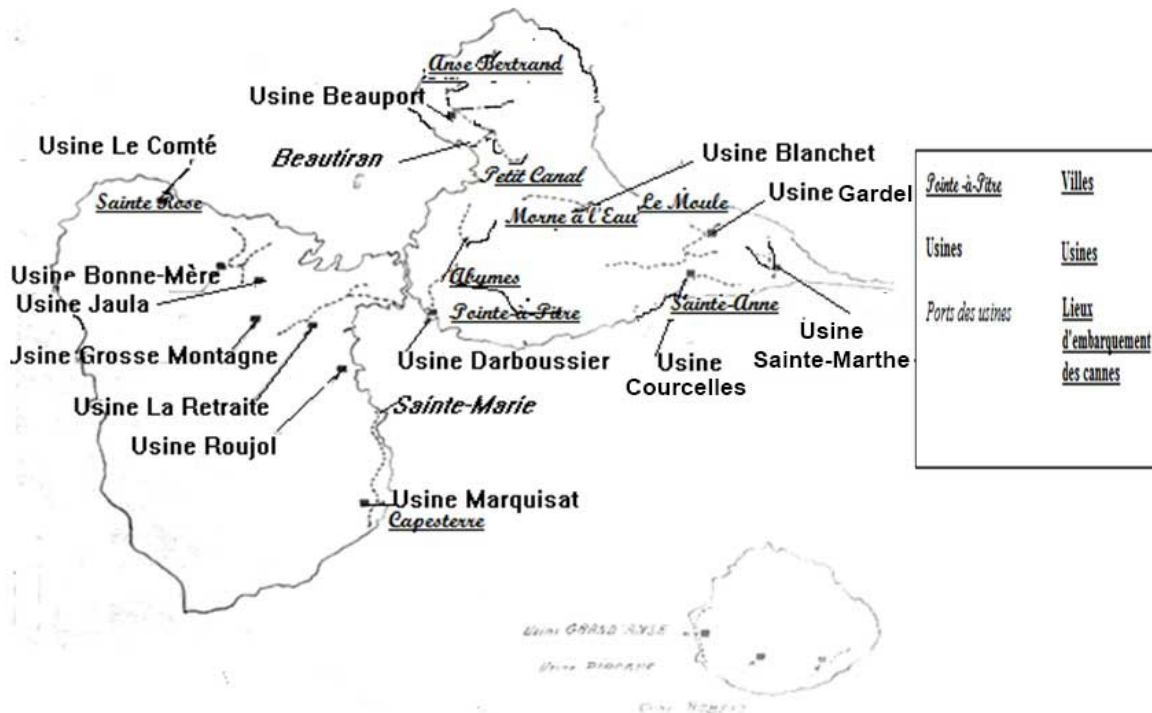 Anse Bertrand
Usine Beauport
Usine Le Comté
Beautiran
Usine Blanchet
Petit Canal
Usine Gardel
Sainte Rose
Morne à l'Eau
Le Moule
Usine Bonne-Mère
Usine Jaula
Abymes
Sainte-Anne
Pointe-à-Pitre
Usine
Sainte-Marthe
Jsine Grosse Montagne
Usine Darboussier
Usine
Courcelles
Usine La Retraite
Sainte-Marie
Usine Roujol
Usine Marquisat
Capesterre
Pointe-à-Pitre
Villes
Usines
Usines
Ports des usines
Lieux
d'embarquement
des cannes
Usine GRAND'ANSE
Usine